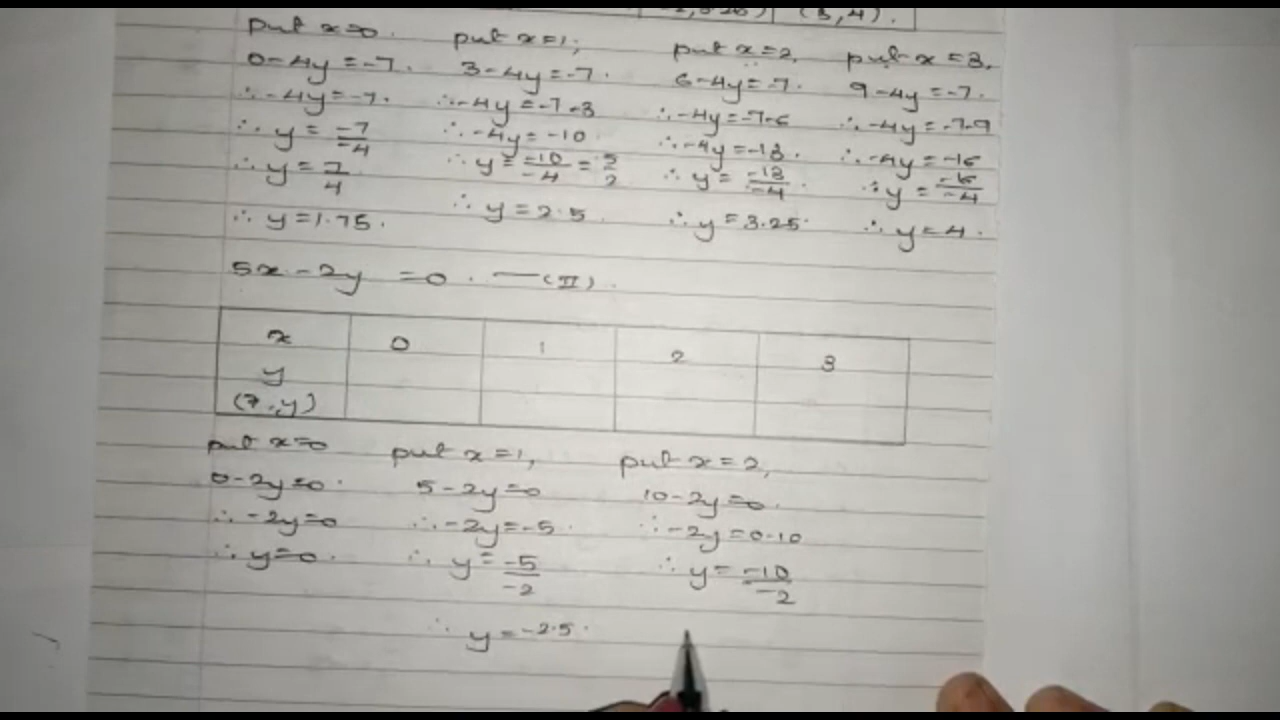 (3,4).
put x=0. put x=1; put x=2, put x=3,
0-4y=-7. 3-4y=-7. 6-4y=-7. 9-4y=-7.
∴-4y=-7. ∴-4y=-7-3 ∴-4y=-7-6 ∴-4y=-7-9
∴ y = -7/-4 ∴-4y=-10 ∴-4y=-13. ∴-4y=-16
∴ y = 7/4 ∴ y = -10/-4 = 5/2 ∴ y = -13/-4. ∴ y = -16/-4
∴ y=1.75. ∴ y=2.5 ∴ y=3.25. ∴ y=4.
5x-2y =0. —(II).
x 0 1 2 3
y
(x,y)
put x=0 put x=1, put x=2,
0-2y=0. 5-2y=0 10-2y=0.
∴-2y=0 ∴-2y=-5. ∴-2y=0-10
∴ y=0. ∴ y = -5/-2 ∴ y = -10/-2
∴ y=-2.5.